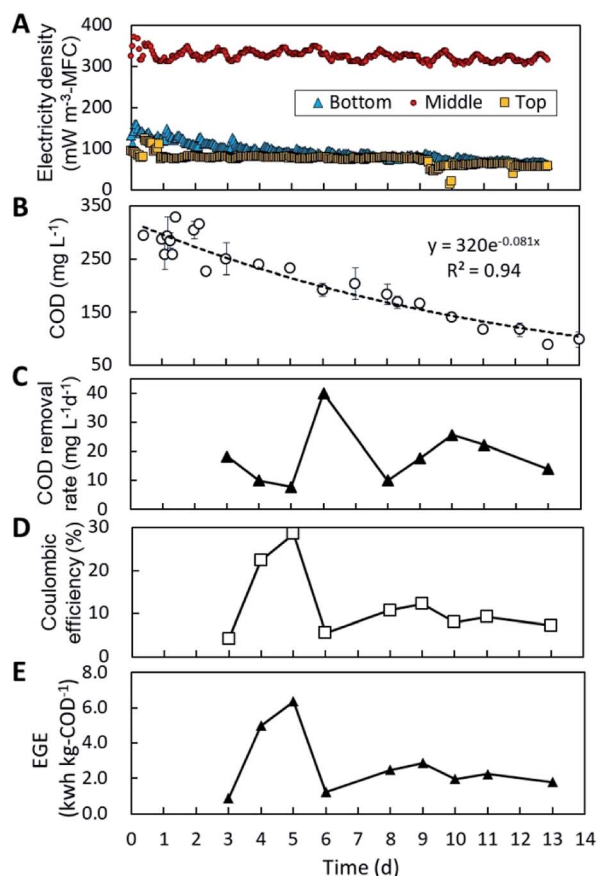 A
Electricity density
(mW m⁻³-MFC)
400
300
200
100
0
Bottom
Middle
Top
B
COD (mg L⁻¹)
350
250
150
50
y = 320e⁻⁰·⁰⁸¹ˣ
R² = 0.94
C
COD removal
rate (mg L⁻¹d⁻¹)
40
30
20
10
0
D
Coulombic
efficiency (%)
30
20
10
0
E
EGE
(kwh kg-COD⁻¹)
8.0
6.0
4.0
2.0
0.0
0 1 2 3 4 5 6 7 8 9 10 11 12 13 14
Time (d)